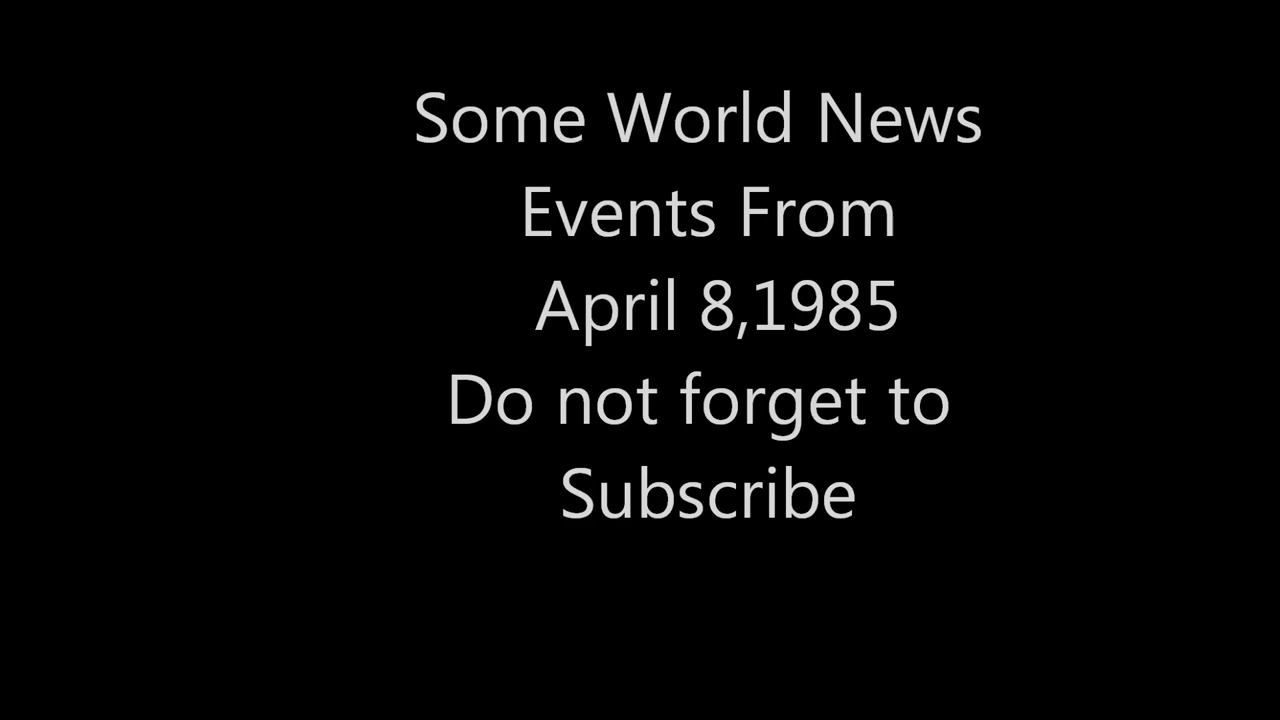 Some World News
Events From
April 8,1985
Do not forget to
Subscribe